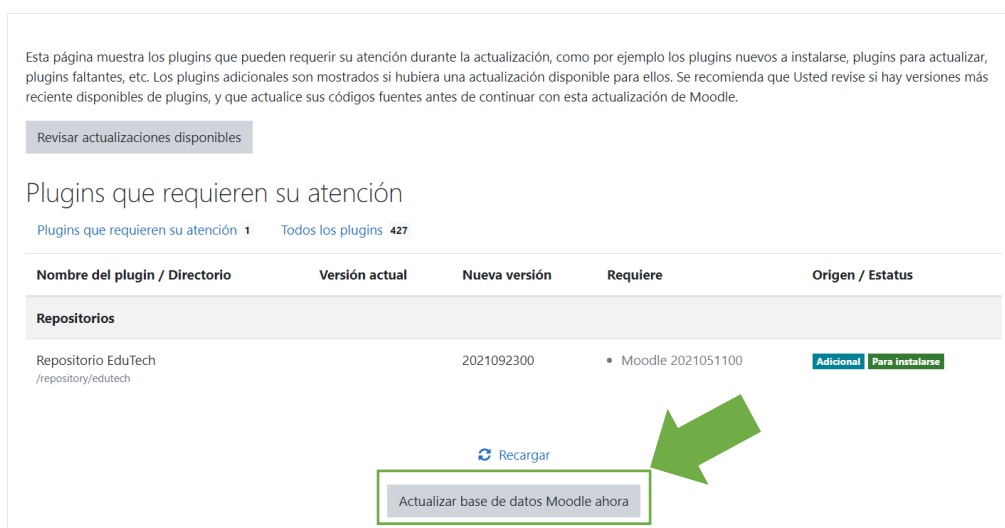 Esta página muestra los plugins que pueden requerir su atención durante la actualización, como por ejemplo los plugins nuevos a instalarse, plugins para actualizar,
plugins faltantes, etc. Los plugins adicionales son mostrados si hubiera una actualización disponible para ellos. Se recomienda que Usted revise si hay versiones más
reciente disponibles de plugins, y que actualice sus códigos fuentes antes de continuar con esta actualización de Moodle.
Revisar actualizaciones disponibles
Plugins que requieren su atención
Plugins que requieren su atención 1 Todos los plugins 427
Nombre del plugin / Directorio Versión actual Nueva versión Requiere Origen / Estatus
Repositorios
Repositorio EduTech 2021092300 • Moodle 2021051100 Adicional Para instalarse
/repository/edutech
Recargar
Actualizar base de datos Moodle ahora